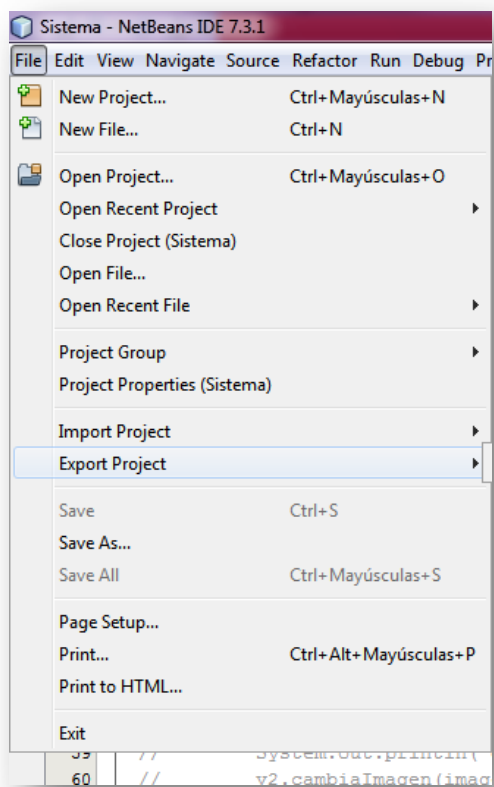 Sistema - NetBeans IDE 7.3.1
File Edit View Navigate Source Refactor Run Debug Pr
New Project... Ctrl+Mayúsculas+N
New File... Ctrl+N
Open Project... Ctrl+Mayúsculas+O
Open Recent Project
Close Project (Sistema)
Open File...
Open Recent File
Project Group
Project Properties (Sistema)
Import Project
Export Project
Save Ctrl+S
Save As...
Save All Ctrl+Mayúsculas+S
Page Setup...
Print... Ctrl+Alt+Mayúsculas+P
Print to HTML...
Exit
59 // System.out.println(
60 // v2.cambiaImagen(imag